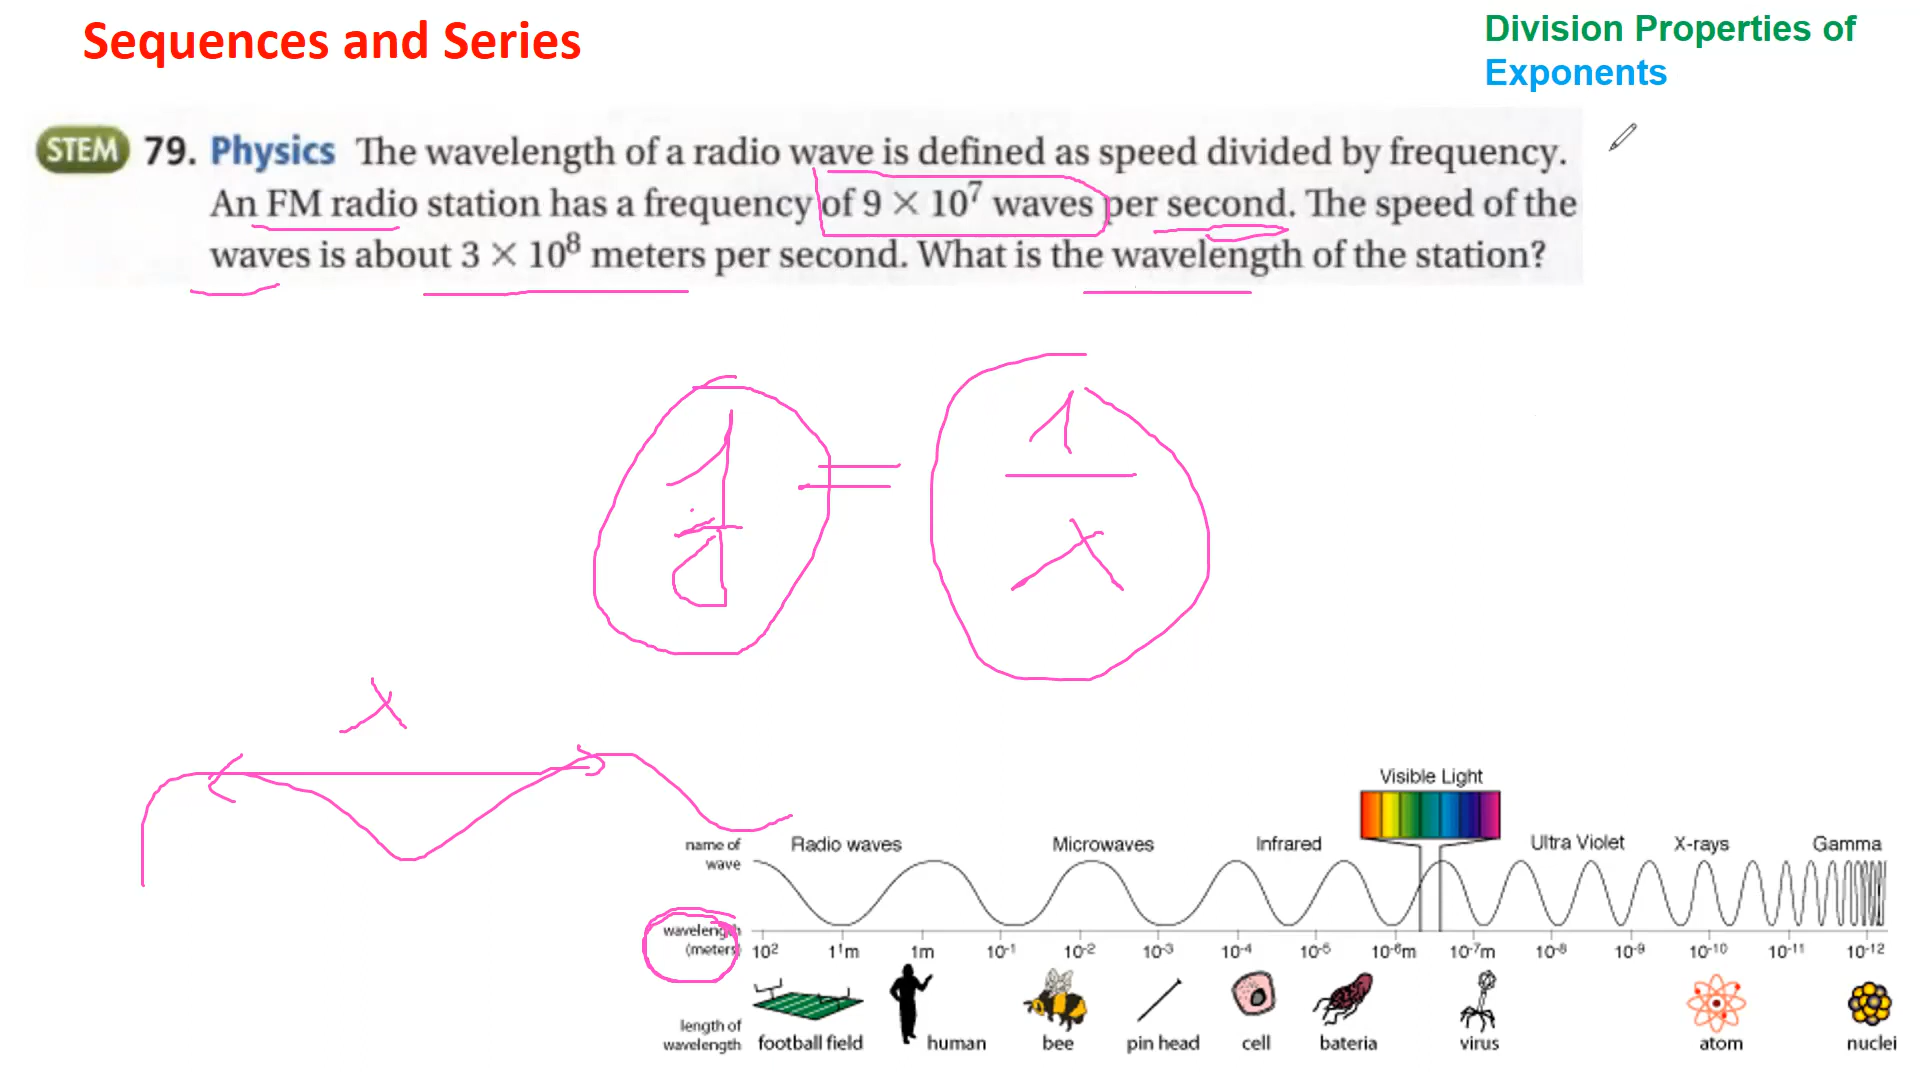 Sequences and Series
Division Properties of
Exponents
STEM 79. Physics The wavelength of a radio wave is defined as speed divided by frequency.
An FM radio station has a frequency of 9 × 10⁷ waves per second. The speed of the
waves is about 3 × 10⁸ meters per second. What is the wavelength of the station?
1
d
=
1
λ
λ
Visible Light
name of
wave
Radio waves
Microwaves
Infrared
Ultra Violet
X-rays
Gamma
wavelength
(meters)
10² 1¹m 1m 10⁻¹ 10⁻² 10⁻³ 10⁻⁴ 10⁻⁵ 10⁻⁶m 10⁻⁷m 10⁻⁸ 10⁻⁹ 10⁻¹⁰ 10⁻¹¹ 10⁻¹²
length of
wavelength
football field human bee pin head cell bateria virus atom nuclei